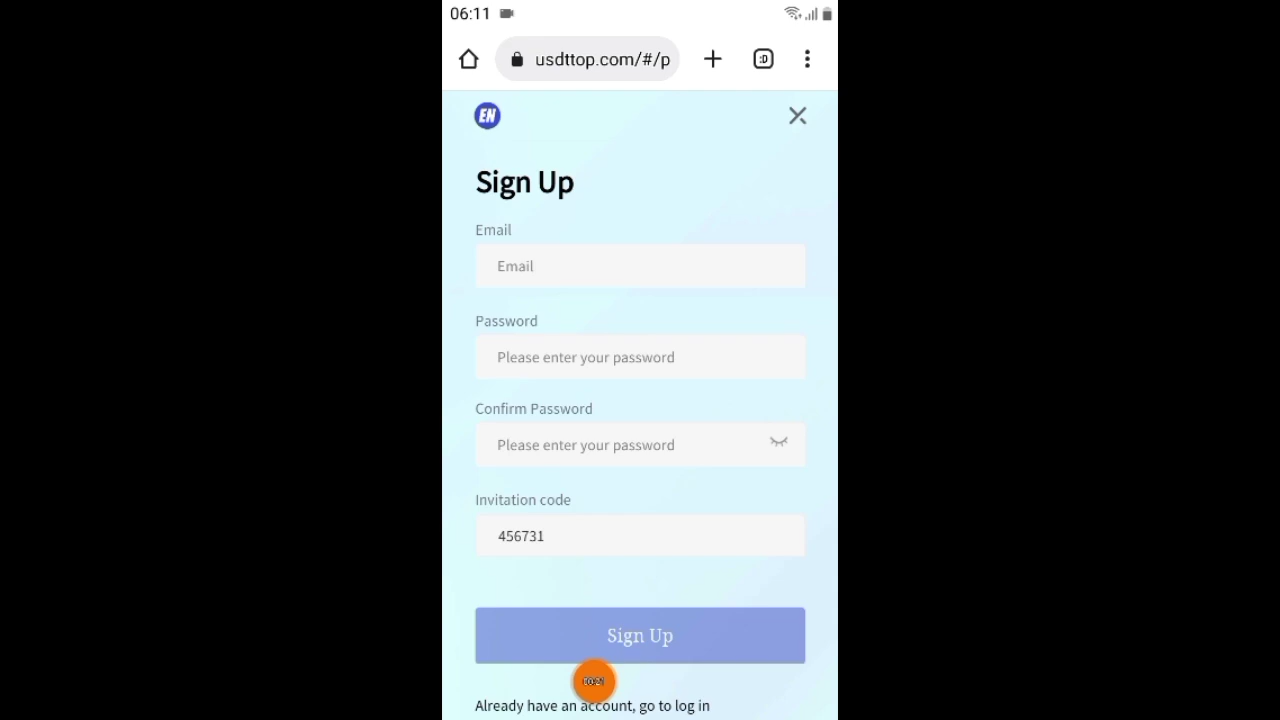 06:11
usdttop.com/#/p
:D
EN
Sign Up
Email
Email
Password
Please enter your password
Confirm Password
Please enter your password
Invitation code
456731
Sign Up
Already have an account, go to log in